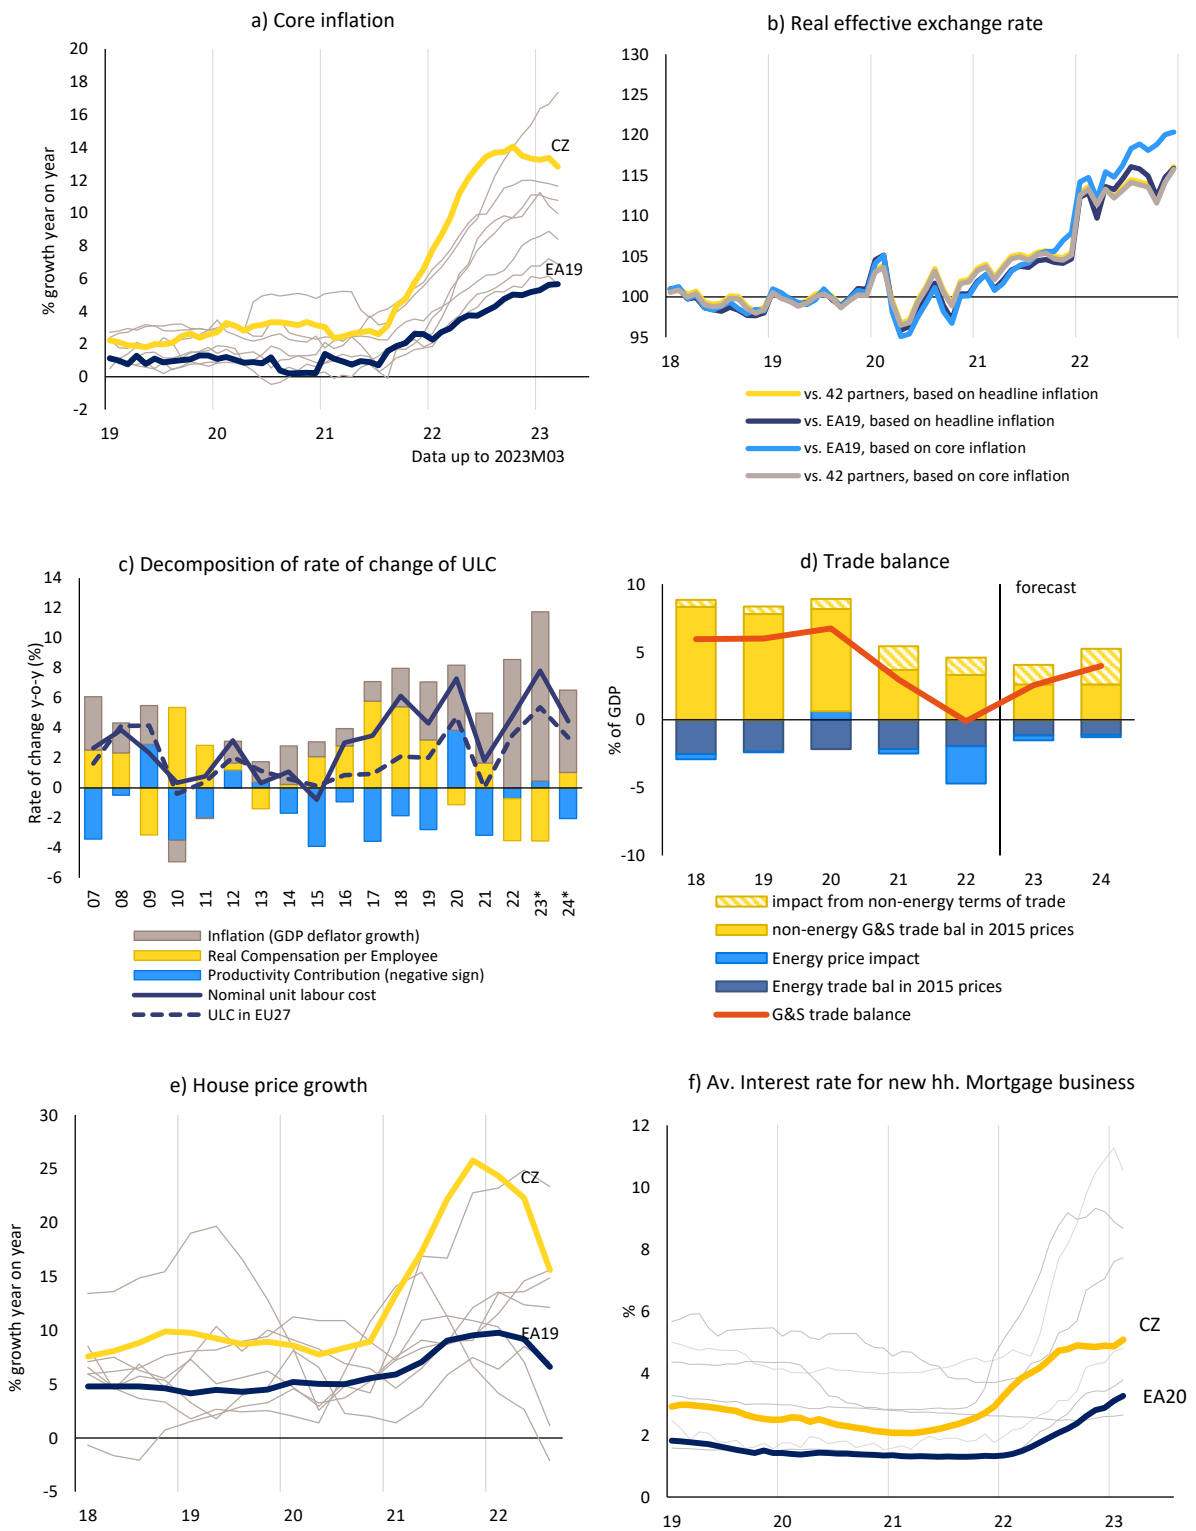 a) Core inflation
20
18
16
14
12
10
8
6
4
2
0
-2
% growth year on year
CZ
EA19
19 20 21 22 23
Data up to 2023M03
b) Real effective exchange rate
130
125
120
115
110
105
100
95
18 19 20 21 22
vs. 42 partners, based on headline inflation
vs. EA19, based on headline inflation
vs. EA19, based on core inflation
vs. 42 partners, based on core inflation
c) Decomposition of rate of change of ULC
14
12
10
8
6
4
2
0
-2
-4
-6
Rate of change y-o-y (%)
07 08 09 10 11 12 13 14 15 16 17 18 19 20 21 22 23* 24*
Inflation (GDP deflator growth)
Real Compensation per Employee
Productivity Contribution (negative sign)
Nominal unit labour cost
ULC in EU27
d) Trade balance
forecast
10
5
0
-5
-10
% of GDP
18 19 20 21 22 23 24
impact from non-energy terms of trade
non-energy G&S trade bal in 2015 prices
Energy price impact
Energy trade bal in 2015 prices
G&S trade balance
e) House price growth
30
25
20
15
10
5
0
-5
% growth year on year
CZ
EA19
18 19 20 21 22
f) Av. Interest rate for new hh. Mortgage business
12
10
8
6
4
2
0
%
CZ
EA20
19 20 21 22 23